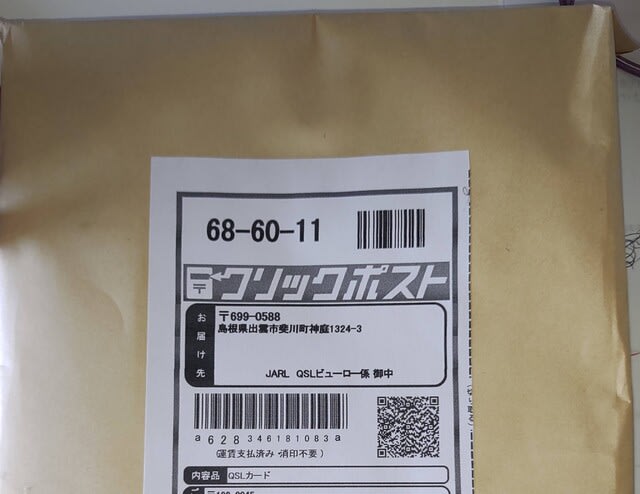 68-60-11
クリックポスト
お届け先
〒699-0588
島根県出雲市斐川町神庭1324-3
JARL QSLビューロー係 御中
a628346181083a
(運賃支払済み・消印不要)
内容品 QSLカード